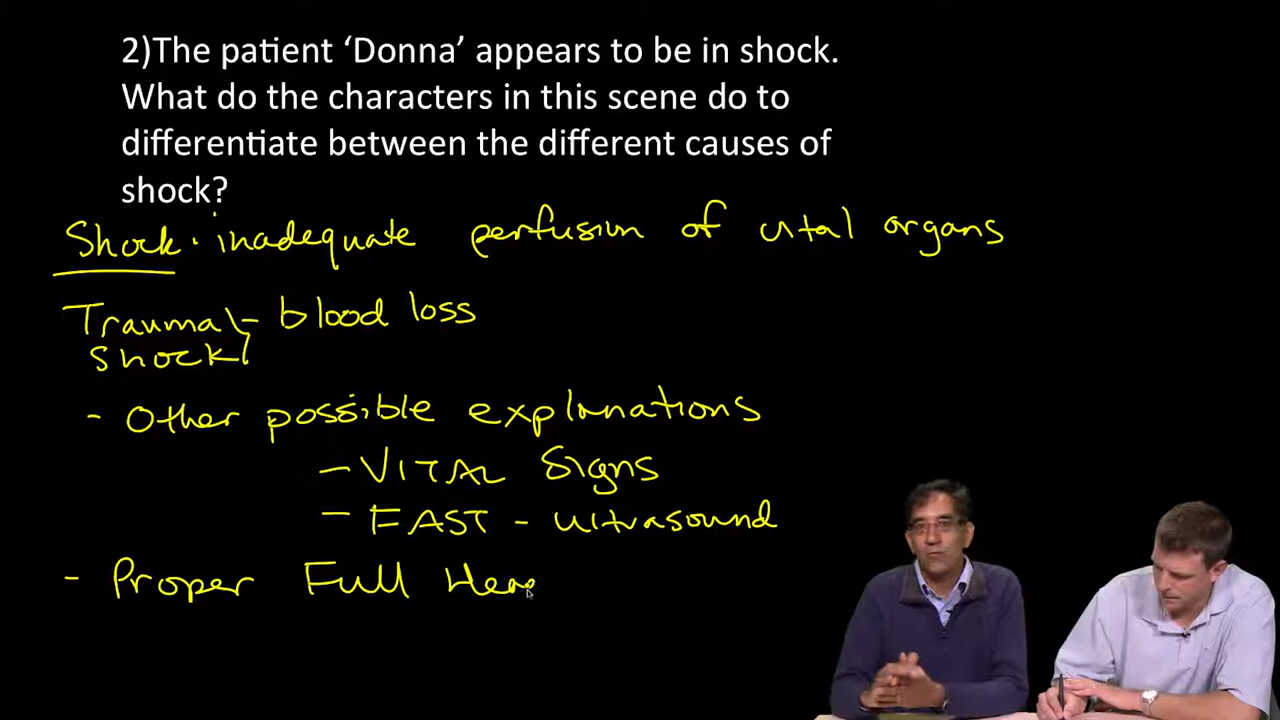 2)The patient ‘Donna’ appears to be in shock.
What do the characters in this scene do to
differentiate between the different causes of
shock?
Shock: inadequate perfusion of vital organs
Trauma - blood loss
shock
- Other possible explanations
- VITAL Signs
- FAST - ultrasound
- Proper Full Hea